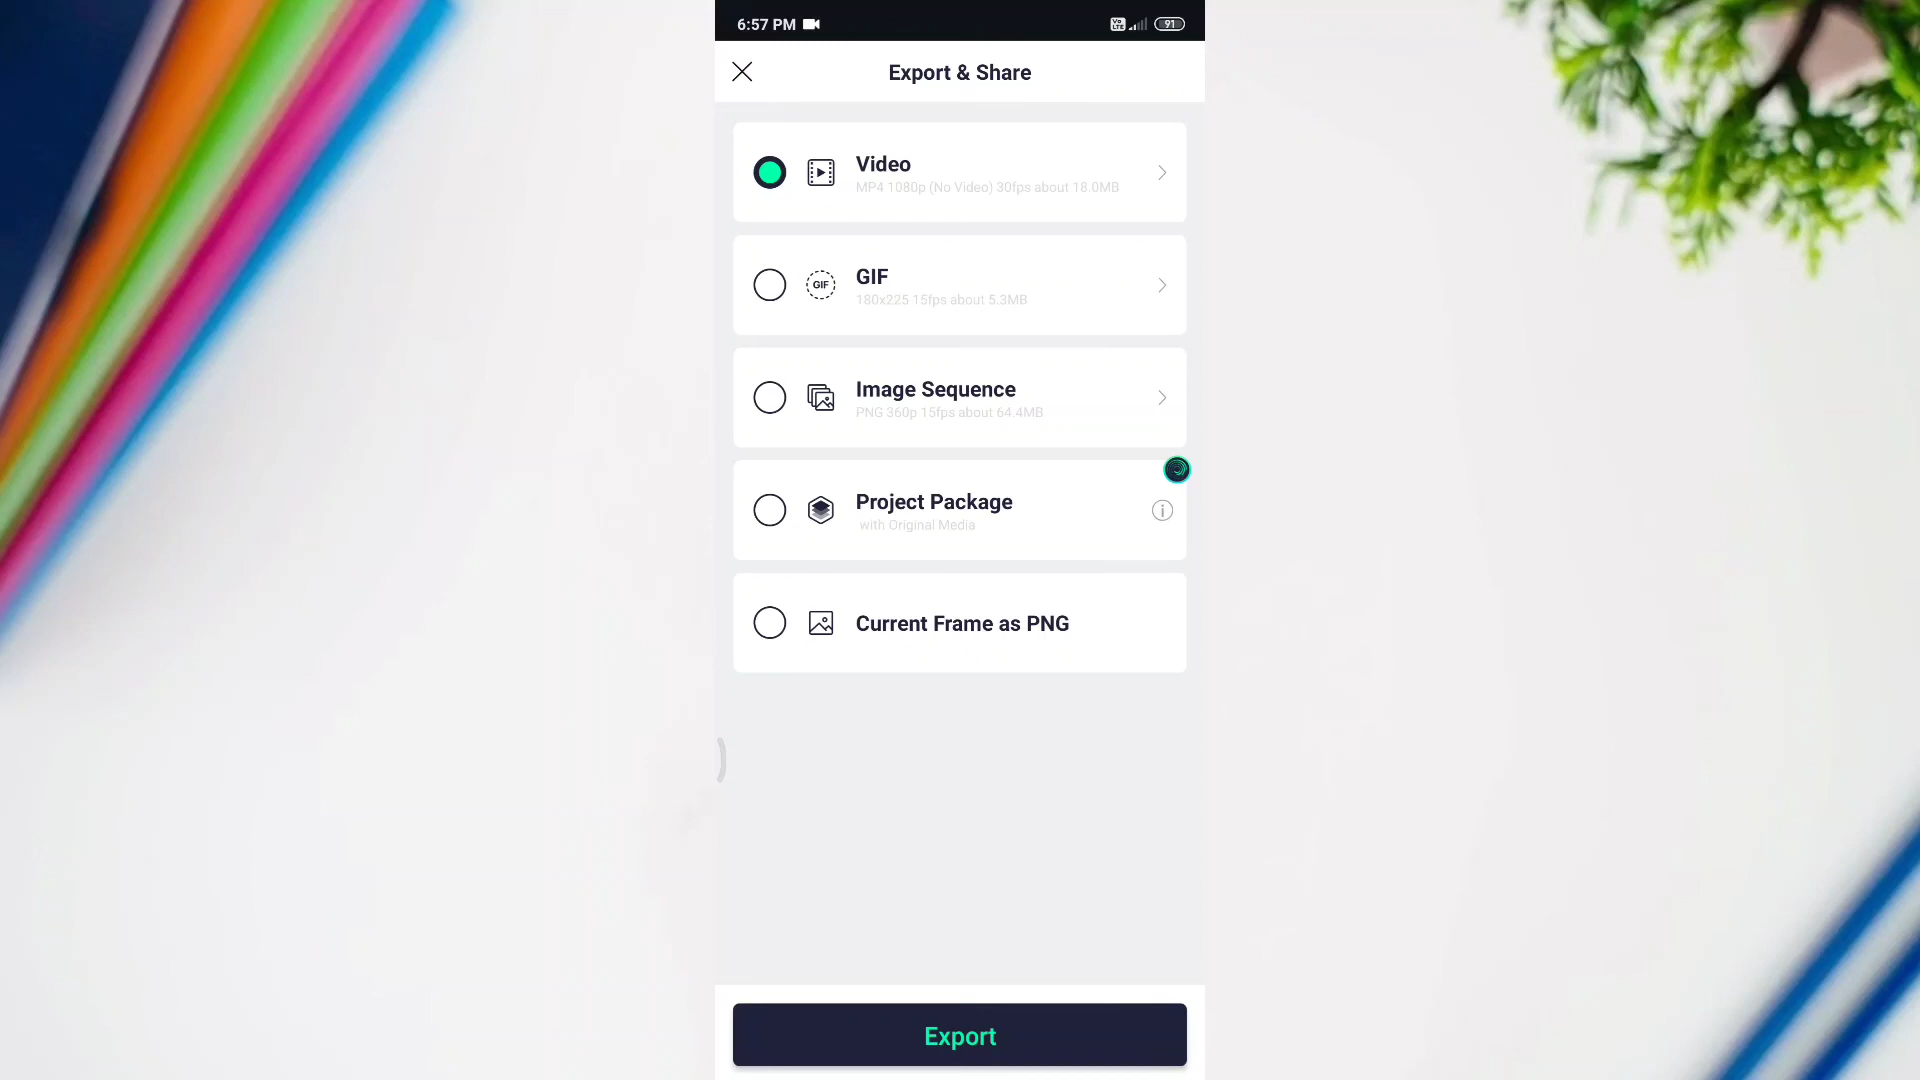 6:57 PM
Vo LTE
91
Export & Share
Video
MP4 1080p (No Video) 30fps about 18.0MB
GIF
GIF
180x225 15fps about 5.3MB
Image Sequence
PNG 360p 15fps about 64.4MB
Project Package
with Original Media
Current Frame as PNG
Export